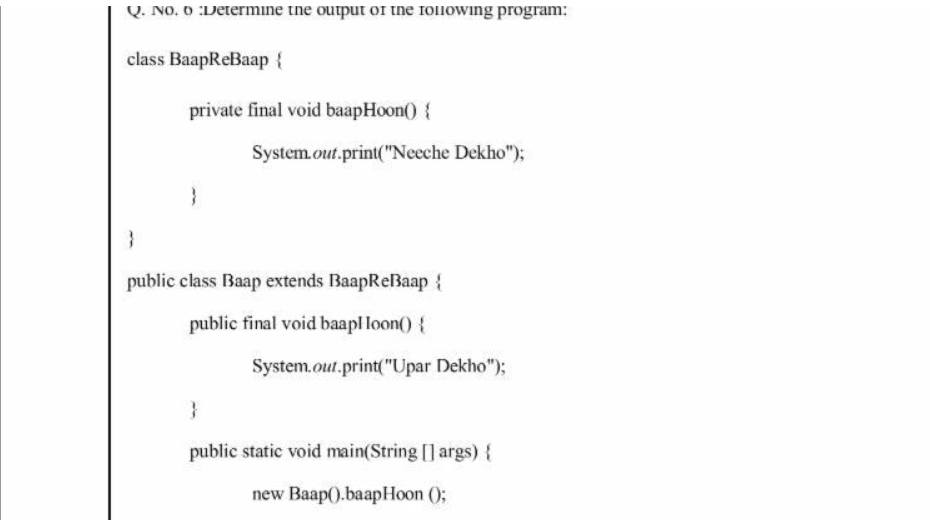 Q. No. 6 :Determine the output of the following program:
class BaapReBaap {
private final void baapHoon() {
System.out.print("Neeche Dekho");
}
}
public class Baap extends BaapReBaap {
public final void baapHoon() {
System.out.print("Upar Dekho");
}
public static void main(String [] args) {
new Baap().baapHoon ();